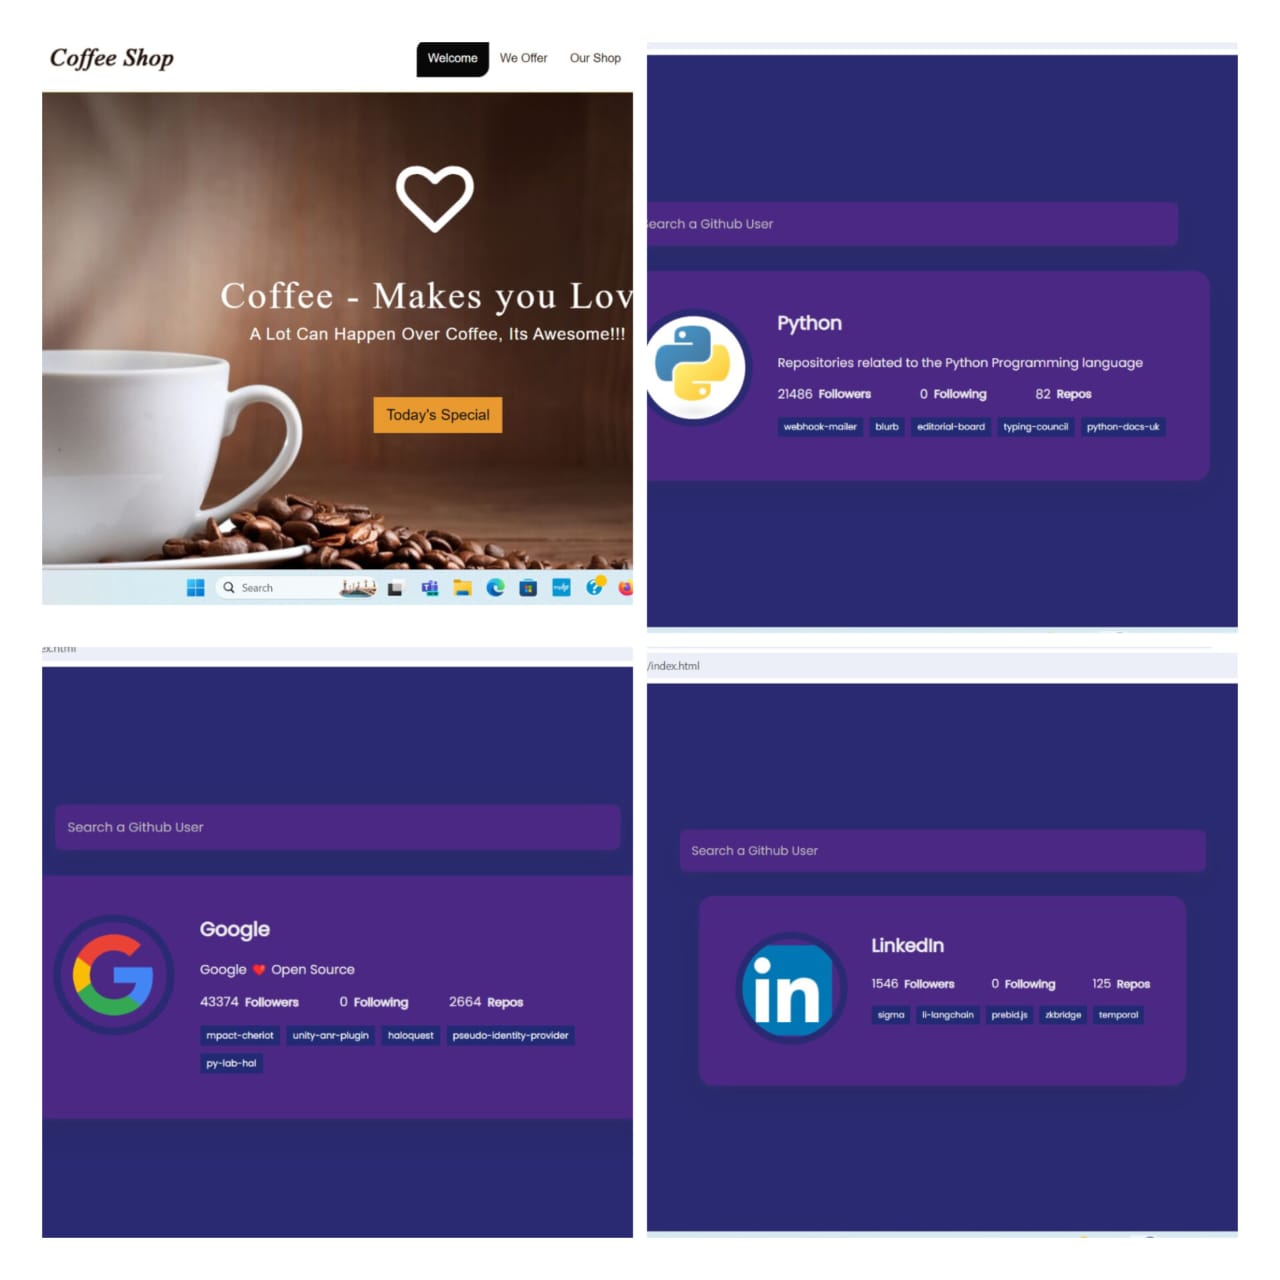 Coffee Shop
Welcome We Offer Our Shop
Coffee - Makes you Lov
A Lot Can Happen Over Coffee, Its Awesome!!!
Today's Special
Search
Search a Github User
Python
Repositories related to the Python Programming language
21486 Followers 0 Following 82 Repos
webhook-mailer blurb editorial-board typing-council python-docs-uk
ex.html
Search a Github User
Google
Google ❤️ Open Source
43374 Followers 0 Following 2664 Repos
mpact-cheriot unity-anr-plugin haloquest pseudo-identity-provider
py-lab-hal
/index.html
Search a Github User
LinkedIn
in
1546 Followers 0 Following 125 Repos
sigma li-langchain prebid.js zkbridge temporal